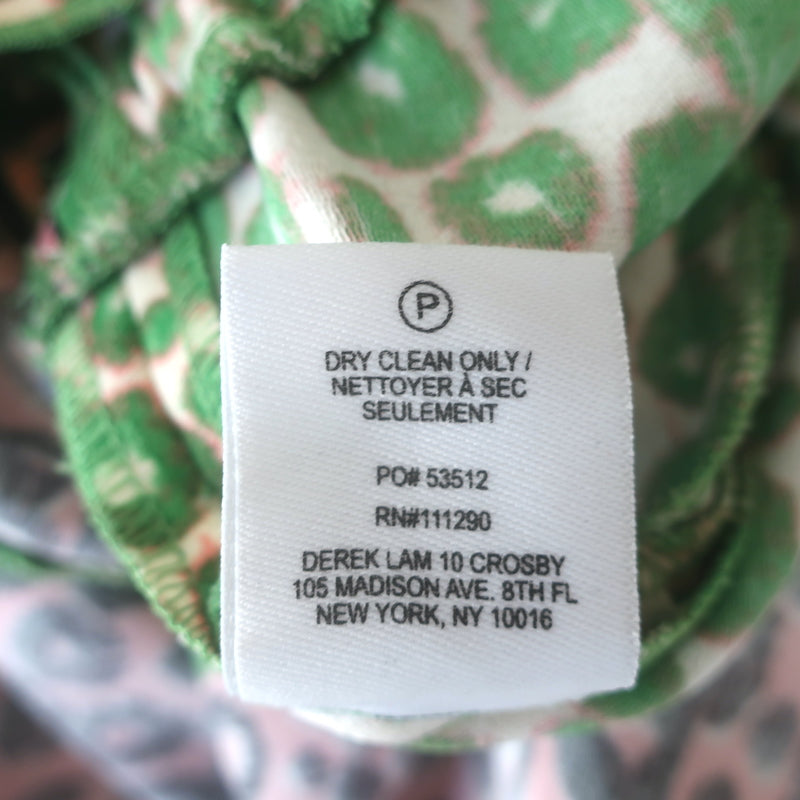 P
DRY CLEAN ONLY /
NETTOYER À SEC
SEULEMENT
PO# 53512
RN#111290
DEREK LAM 10 CROSBY
105 MADISON AVE. 8TH FL
NEW YORK, NY 10016